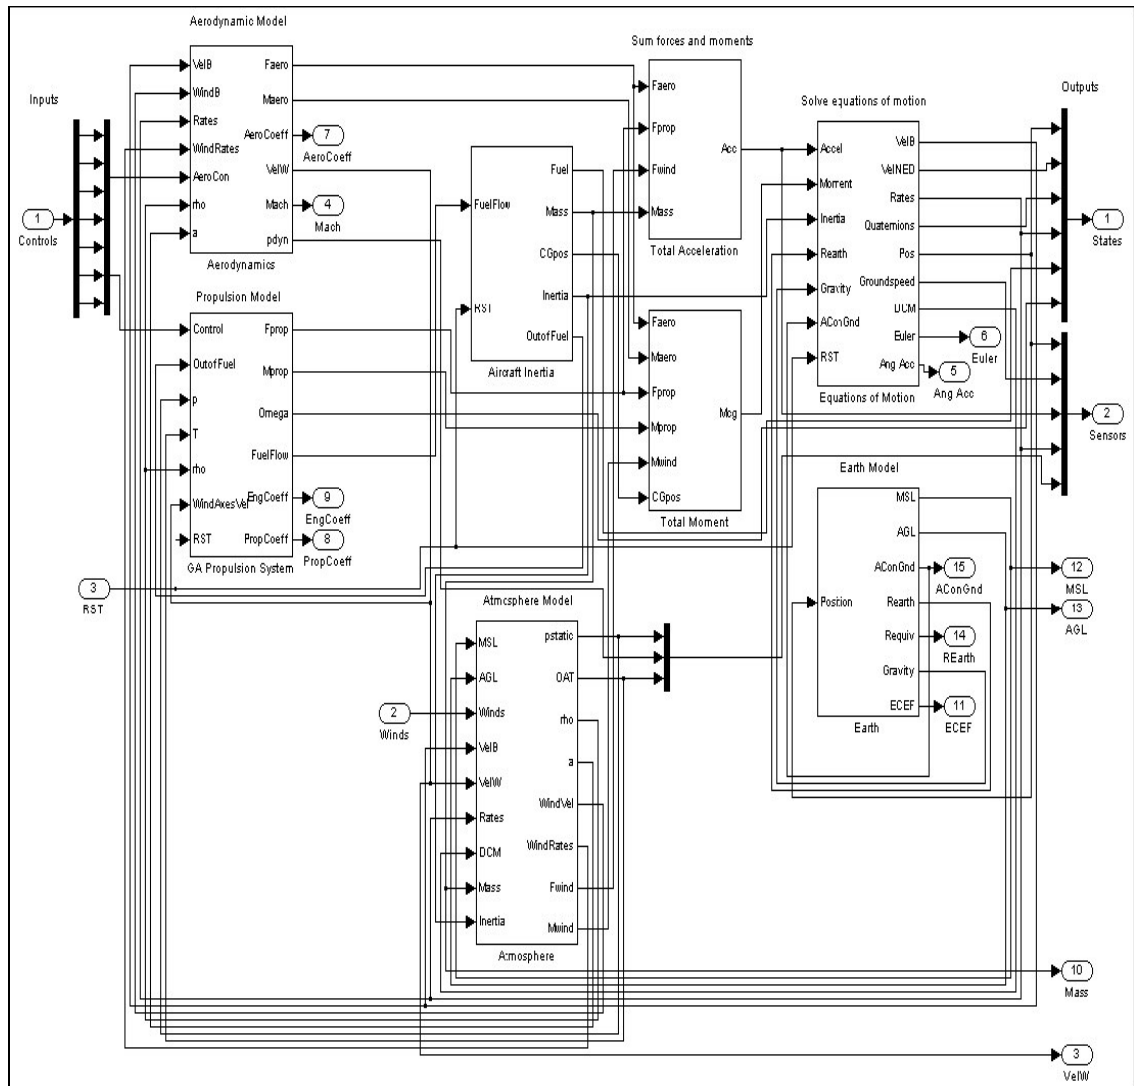 Inputs
1
Controls
Aerodynamic Model
VelB
WindB
Rates
WindRates
AeroCon
rho
a
Faero
Maero
AeroCoeff
VelW
Mach
pdyn
Aerodynamics
7
AeroCoeff
4
Mach
Propulsion Model
Control
OutofFuel
p
T
rho
WindAxesVel
RST
Fprop
Mprop
Omega
FuelFlow
EngCoeff
PropCoeff
GA Propulsion System
9
EngCoeff
8
PropCoeff
3
RST
FuelFlow
RST
Fuel
Mass
CGpos
Inertia
OutofFuel
Aircraft Inertia
Sum forces and moments
Faero
Fprop
Fwind
Mass
Acc
Total Acceleration
Faero
Maero
Fprop
Mprop
Mwind
CGpos
Mcg
Total Moment
Solve equations of motion
Accel
Moment
Inertia
Rearth
Gravity
AConGnd
RST
VelB
VelNED
Rates
Quaternions
Pos
Groundspeed
DCM
Euler
Ang Acc
Equations of Motion
6
Euler
5
Ang Acc
Outputs
1
States
2
Sensors
Earth Model
Position
MSL
AGL
AConGnd
Rearth
Requiv
Gravity
ECEF
Earth
15
AConGnd
14
REarth
11
ECEF
12
MSL
13
AGL
Atmosphere Model
2
Winds
MSL
AGL
Winds
VelB
VelW
Rates
DCM
Mass
Inertia
pstatic
OAT
rho
a
WindVel
WindRates
Fwind
Mwind
Atmosphere
10
Mass
3
VelW